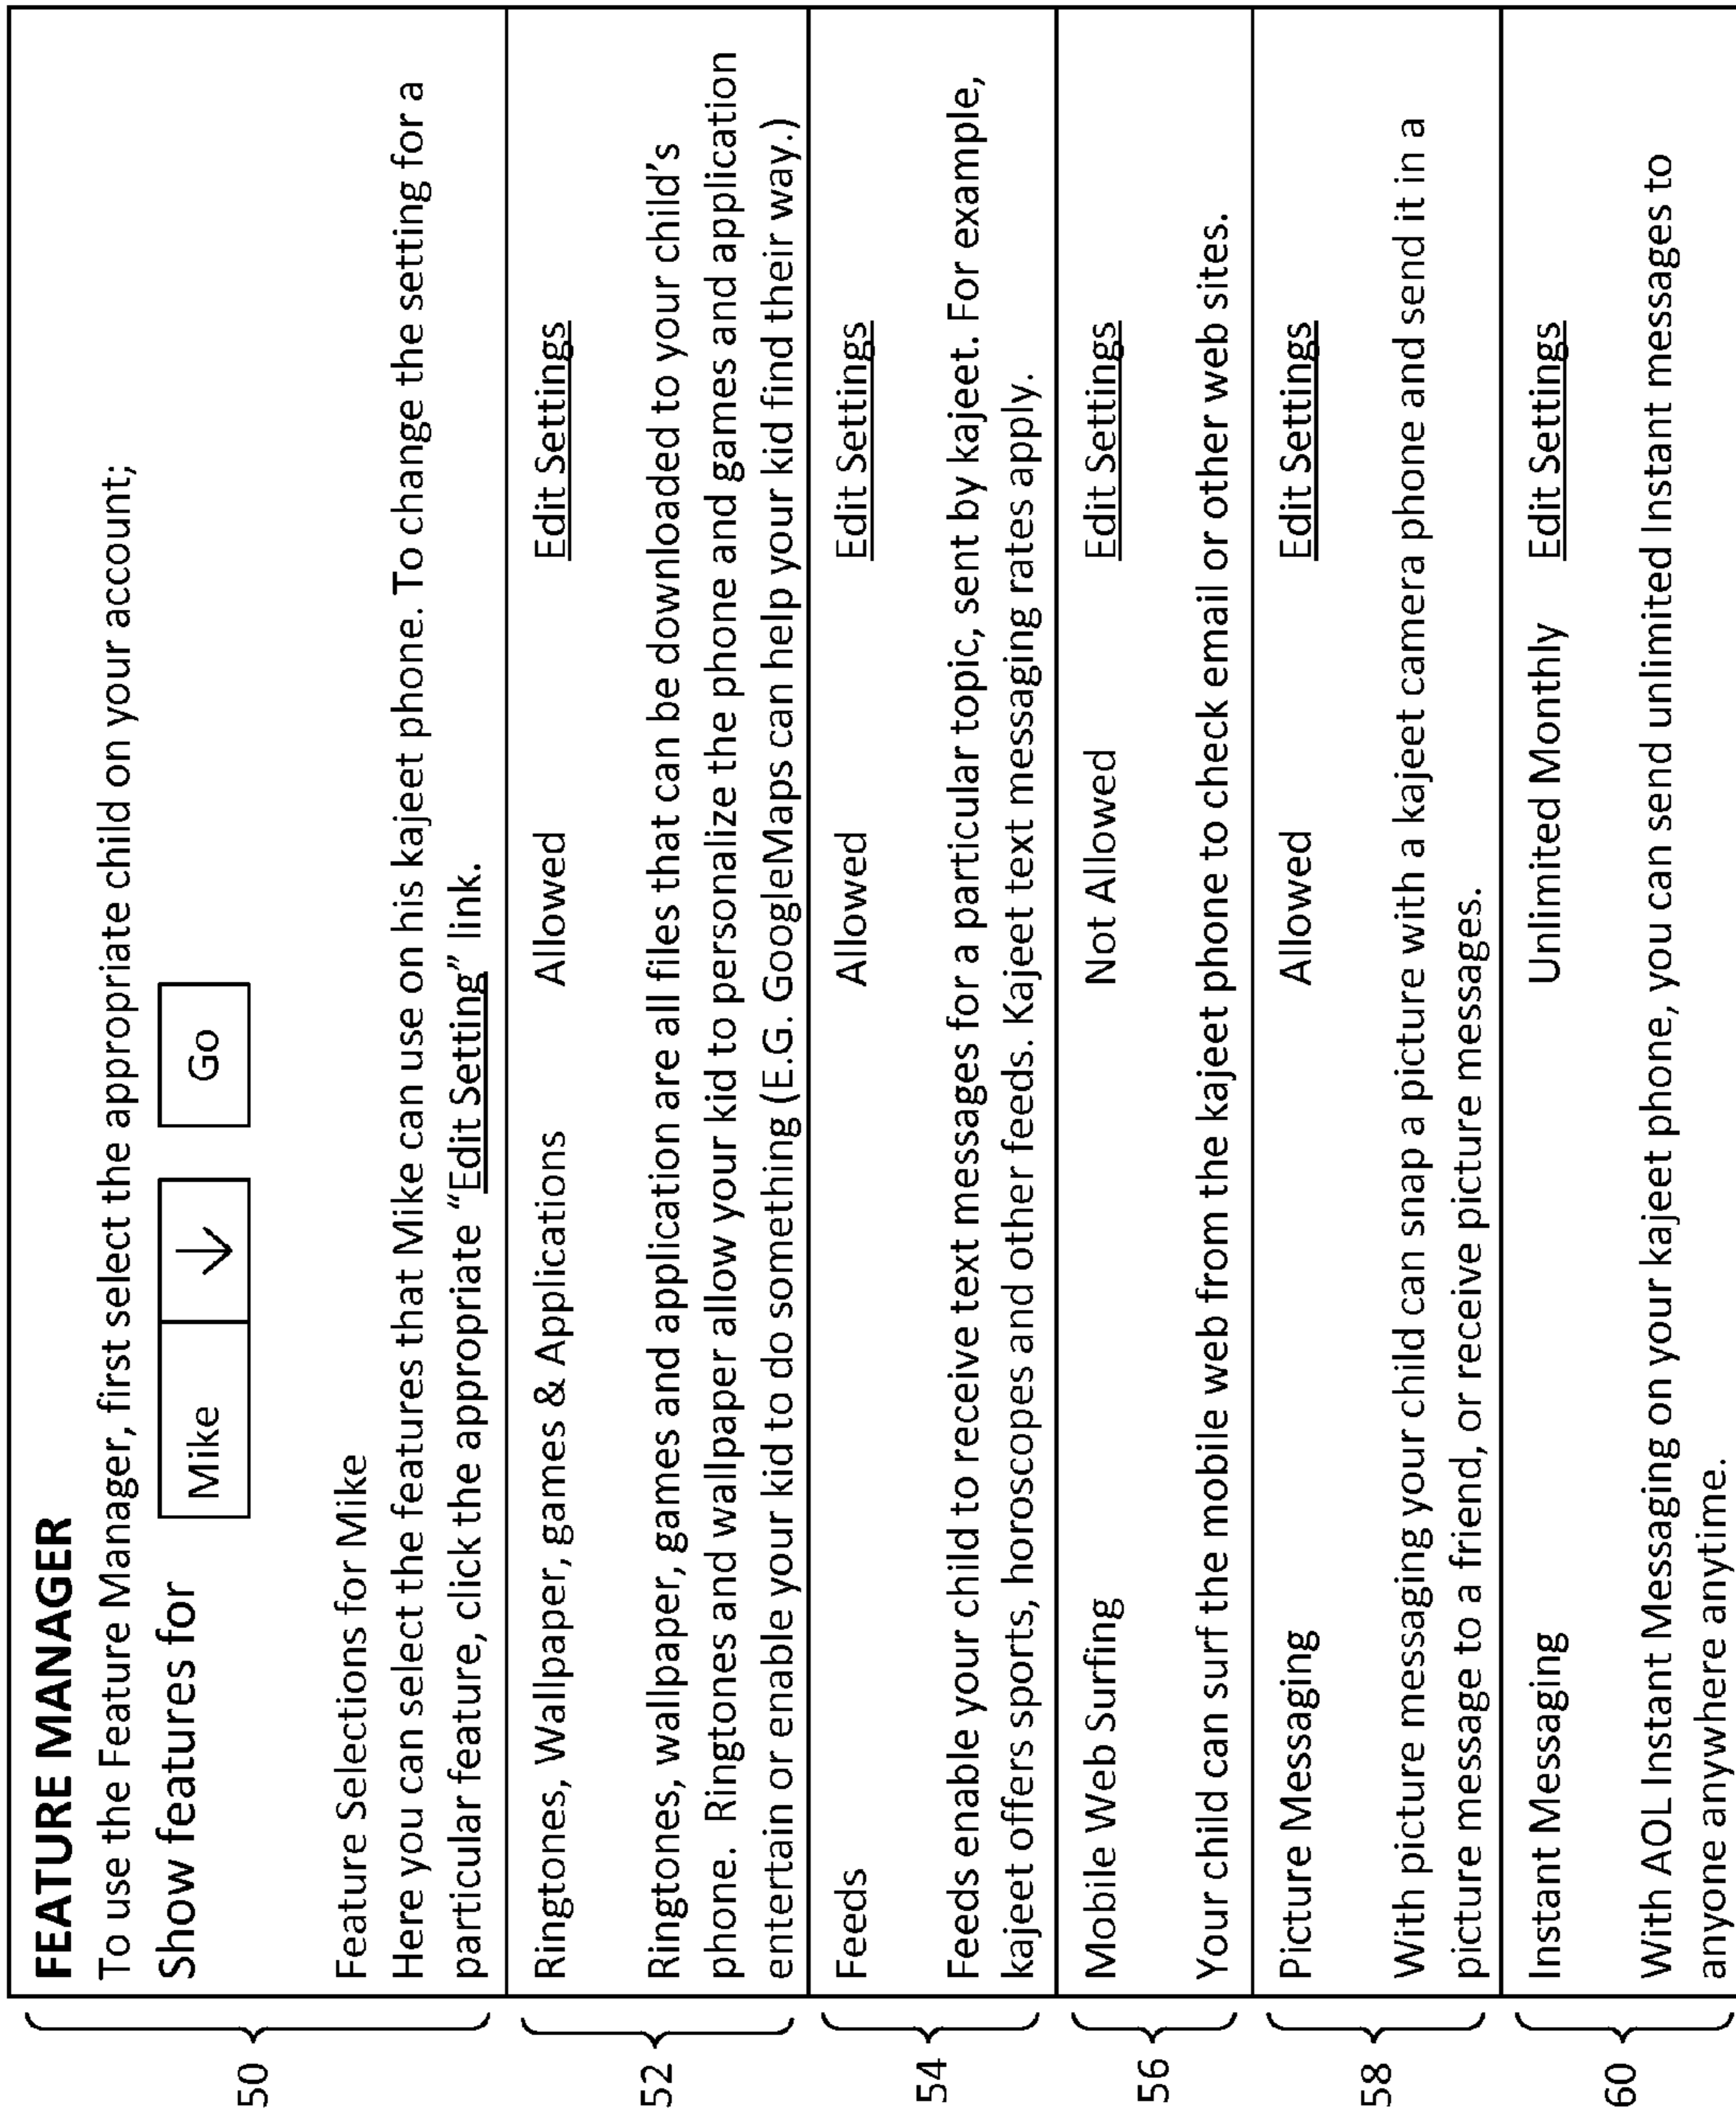 FEATURE MANAGER
To use the Feature Manager, first select the appropriate child on your account;
Show features for Mike ↓ Go
50
Feature Selections for Mike
Here you can select the features that Mike can use on his kajeet phone. To change the setting for a
particular feature, click the appropriate “Edit Setting” link.
Ringtones, Wallpaper, games & Applications Allowed Edit Settings
52
Ringtones, wallpaper, games and application are all files that can be downloaded to your child’s
phone. Ringtones and wallpaper allow your kid to personalize the phone and games and application
entertain or enable your kid to do something (E.G. GoogleMaps can help your kid find their way.)
Feeds Allowed Edit Settings
54
Feeds enable your child to receive text messages for a particular topic, sent by kajeet. For example,
kajeet offers sports, horoscopes and other feeds. Kajeet text messaging rates apply.
Mobile Web Surfing Not Allowed Edit Settings
56
Your child can surf the mobile web from the kajeet phone to check email or other web sites.
Picture Messaging Allowed Edit Settings
58
With picture messaging your child can snap a picture with a kajeet camera phone and send it in a
picture message to a friend, or receive picture messages.
Instant Messaging Unlimited Monthly Edit Settings
60
With AOL Instant Messaging on your kajeet phone, you can send unlimited Instant messages to
anyone anywhere anytime.